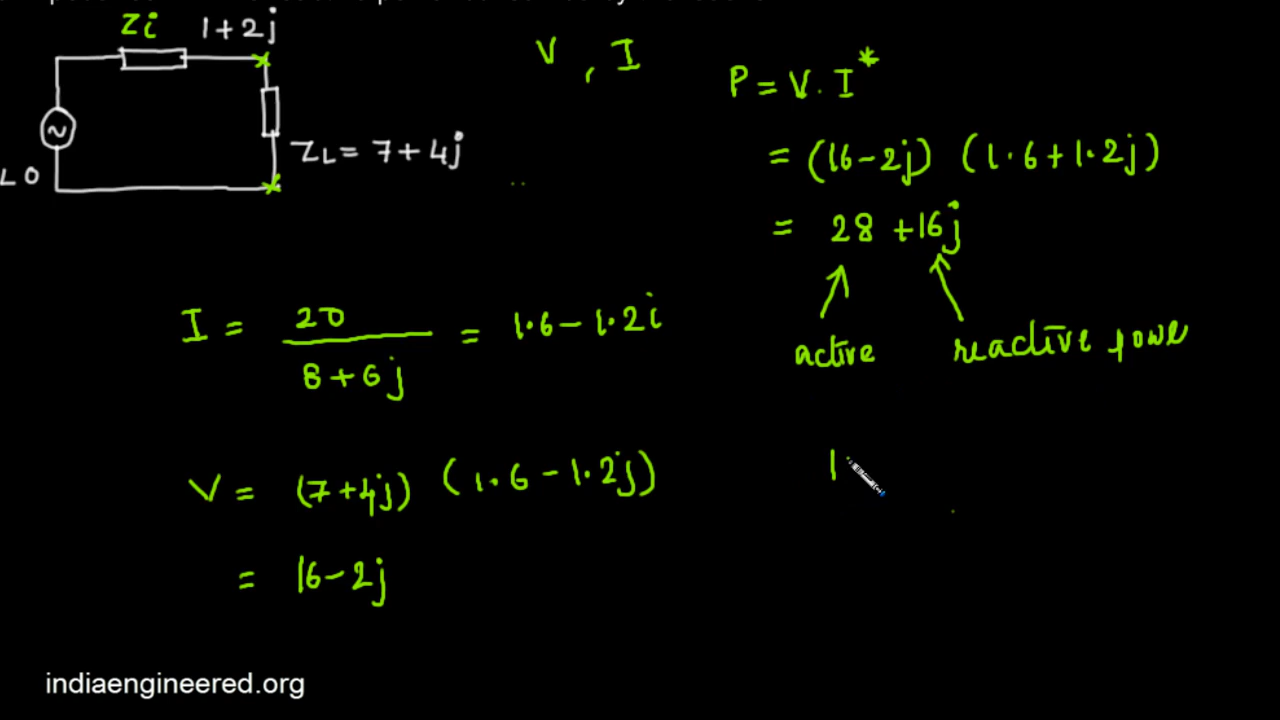 Zi 1+2j
V , I
P = V . I*
= (16-2j) (1.6+1.2j)
ZL = 7+4j
∠0
= 28 +16j
active
reactive powe
I = 20 / 8+6j = 1.6-1.2i
V = (7+4j) (1.6-1.2j)
= 16-2j
indiaengineered.org